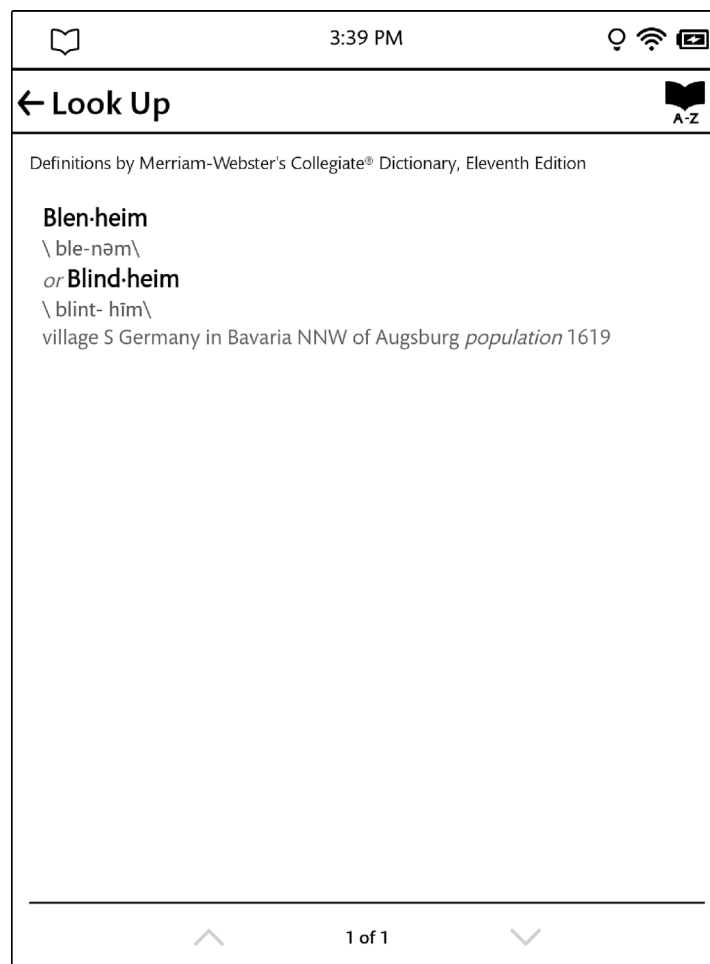 3:39 PM
Look Up
A-Z
Definitions by Merriam-Webster's Collegiate® Dictionary, Eleventh Edition
Blen·heim
\ ble-nəm\
or Blind·heim
\ blint- hīm\
village S Germany in Bavaria NNW of Augsburg population 1619
1 of 1